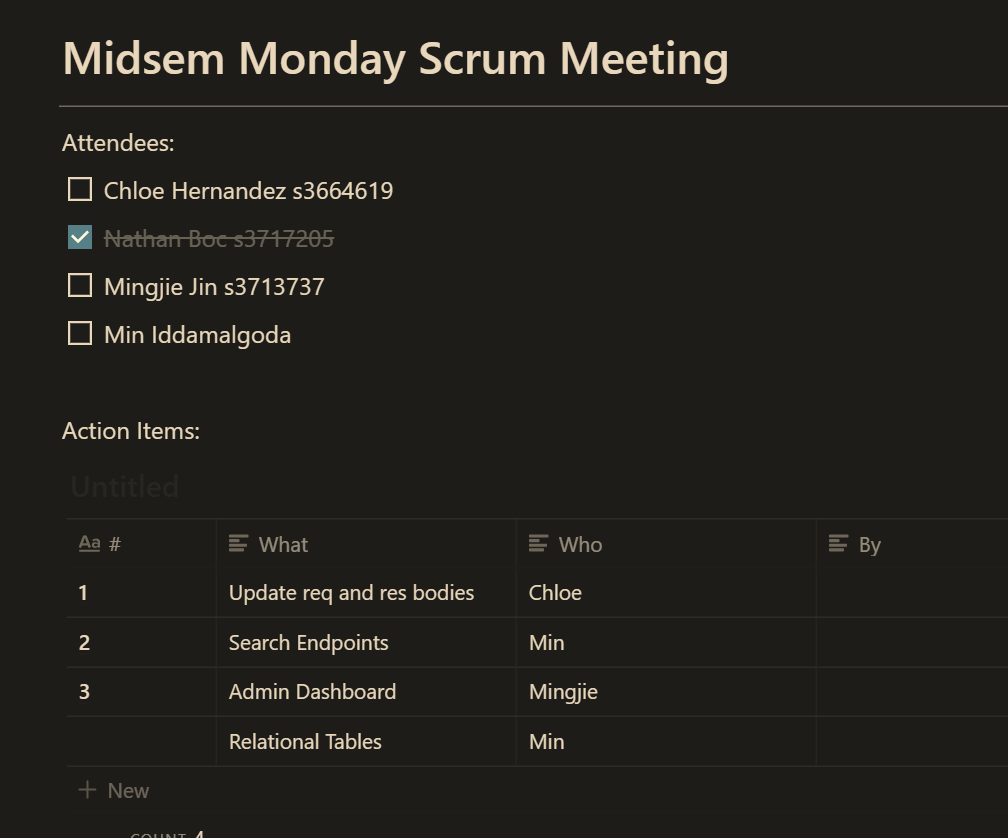 Midsem Monday Scrum Meeting
Attendees:
Chloe Hernandez s3664619
Nathan Boc s3717205
Mingjie Jin s3713737
Min Iddamalgoda
Action Items:
Untitled
Aa # What Who By
1 Update req and res bodies Chloe
2 Search Endpoints Min
3 Admin Dashboard Mingjie
Relational Tables Min
+ New
COUNT 4